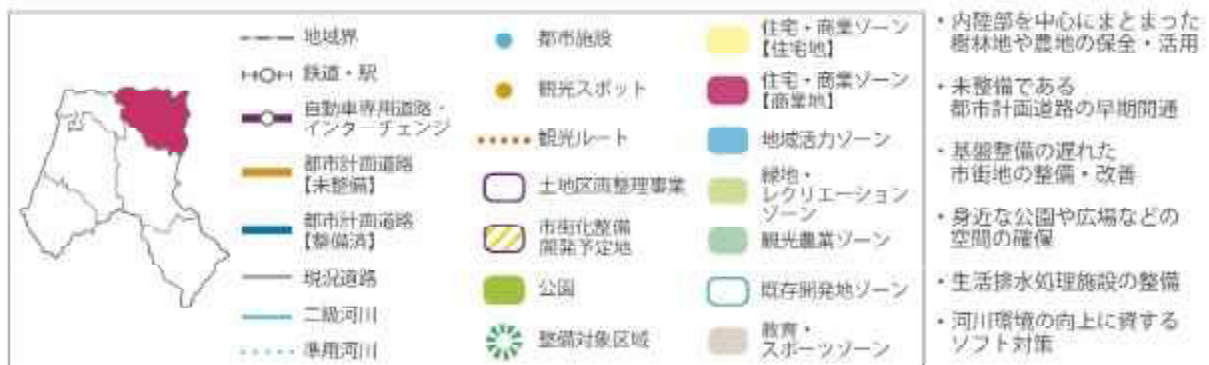 地域界
鉄道・駅
自動車専用道路・
インターチェンジ
都市計画道路
【未整備】
都市計画道路
【整備済】
現況道路
二級河川
準用河川
都市施設
観光スポット
観光ルート
土地区画整理事業
市街化整備
開発予定地
公園
整備対象区域
住宅・商業ゾーン
【住宅地】
住宅・商業ゾーン
【商業地】
地域活力ゾーン
緑地・
レクリエーション
ゾーン
観光農業ゾーン
既存開発地ゾーン
教育・
スポーツゾーン
・内陸部を中心にまとまった
樹林地や農地の保全・活用
・未整備である
都市計画道路の早期開通
・基盤整備の遅れた
市街地の整備・改善
・身近な公園や広場などの
空間の確保
・生活排水処理施設の整備
・河川環境の向上に資する
ソフト対策